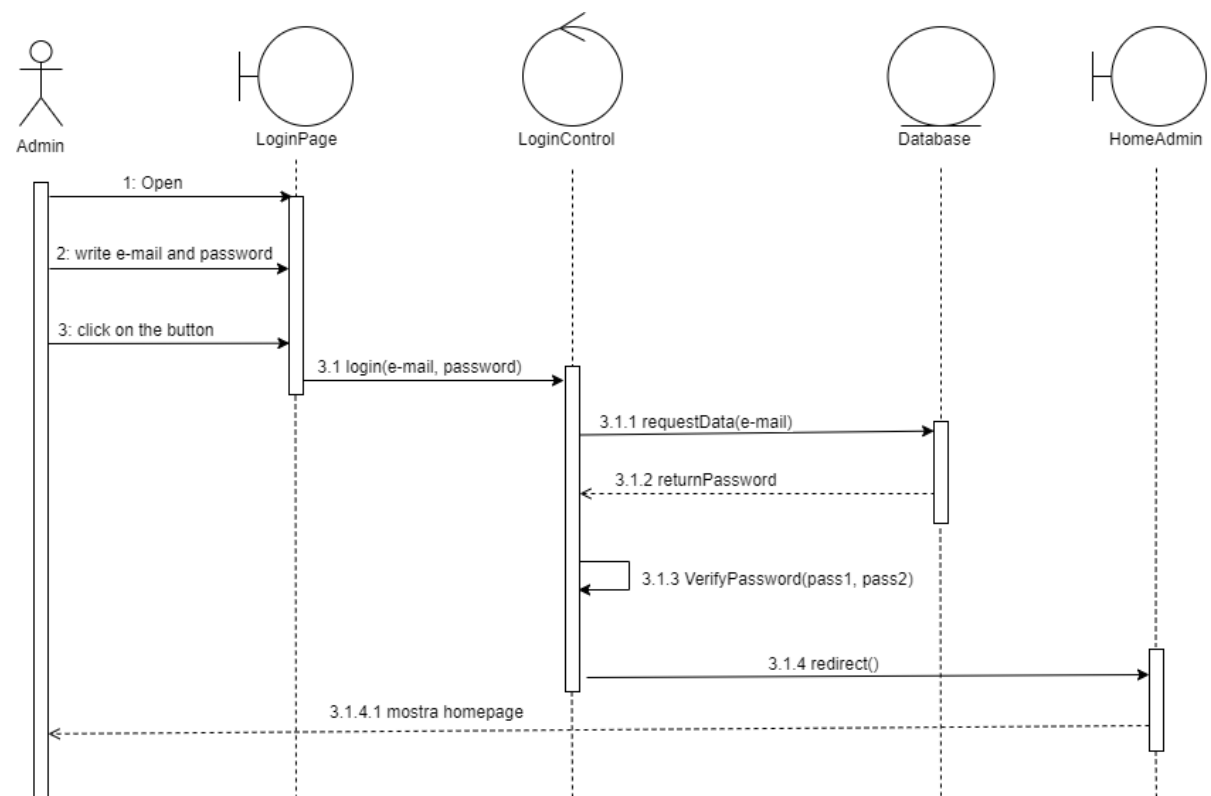 Admin
LoginPage
LoginControl
Database
HomeAdmin
1: Open
2: write e-mail and password
3: click on the button
3.1 login(e-mail, password)
3.1.1 requestData(e-mail)
3.1.2 returnPassword
3.1.3 VerifyPassword(pass1, pass2)
3.1.4 redirect()
3.1.4.1 mostra homepage